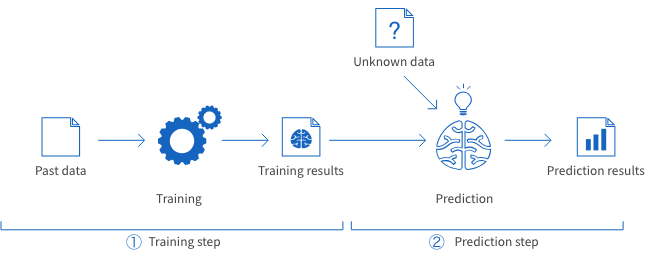 ?
Unknown data
Past data
Training results
Prediction results
Training
Prediction
① Training step
② Prediction step